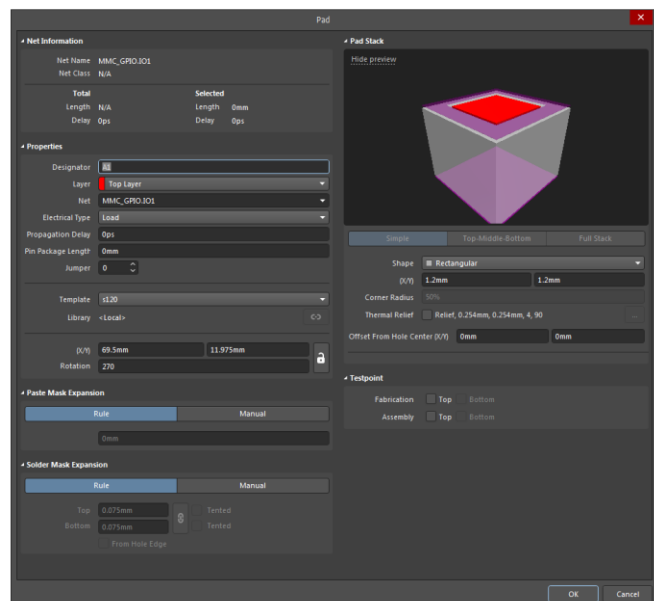 Pad
Net Information
Net Name MMC_GPIO.IO1
Net Class N/A
Total Selected
Length N/A Length 0mm
Delay 0ps Delay 0ps
Properties
Designator A1
Layer Top Layer
Net MMC_GPIO.IO1
Electrical Type Load
Propagation Delay 0ps
Pin Package Length 0mm
Jumper 0
Template s120
Library <Local>
(X/Y) 69.5mm 11.975mm
Rotation 270
Paste Mask Expansion
Rule Manual
0mm
Solder Mask Expansion
Rule Manual
Top 0.075mm Tented
Bottom 0.075mm Tented
From Hole Edge
Pad Stack
Hide preview
Simple Top-Middle-Bottom Full Stack
Shape Rectangular
(X/Y) 1.2mm 1.2mm
Corner Radius 50%
Thermal Relief Relief, 0.254mm, 0.254mm, 4, 90 ...
Offset From Hole Center (X/Y) 0mm 0mm
Testpoint
Fabrication Top Bottom
Assembly Top Bottom
OK Cancel